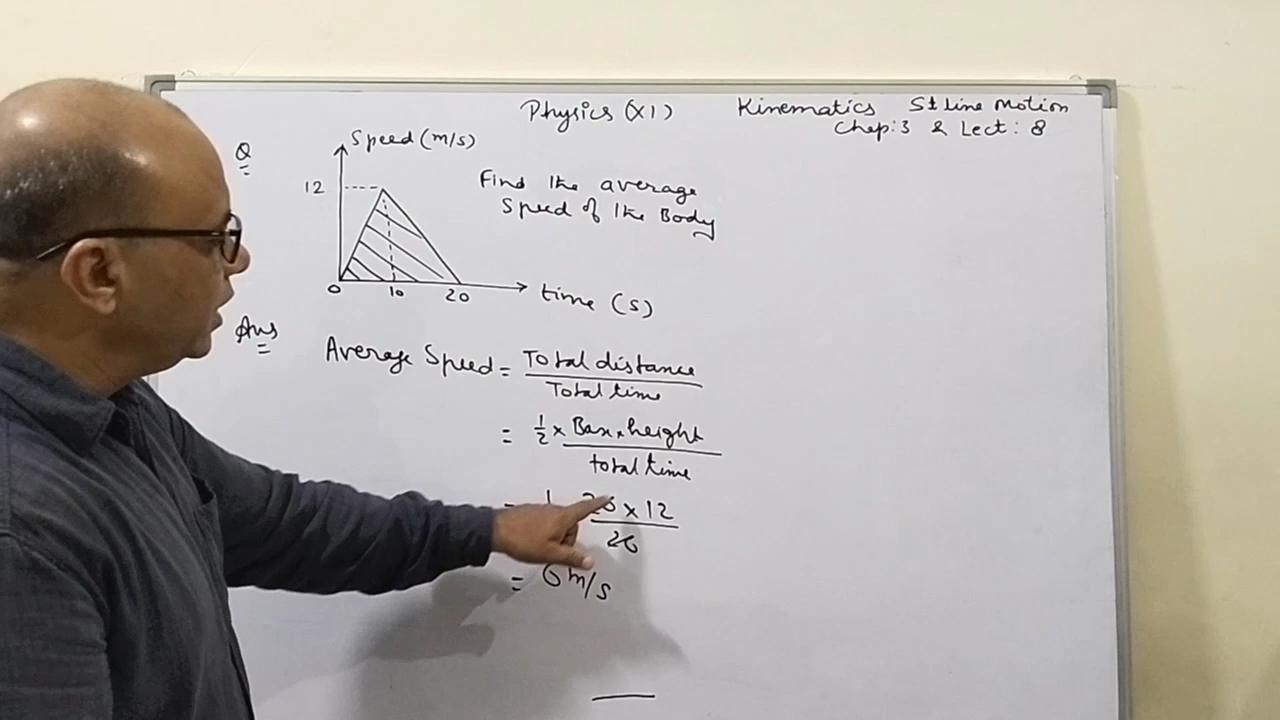 Physics (XI) Kinematics St line Motion
Chap: 3 & Lect: 8
Q
Speed (m/s)
12
0 10 20
time (s)
Find the average
Speed of the Body
Ans
Average Speed = Total distance
Total time
= 1/2 × Base × height
total time
= 1 20 × 12
20
= 6 m/s